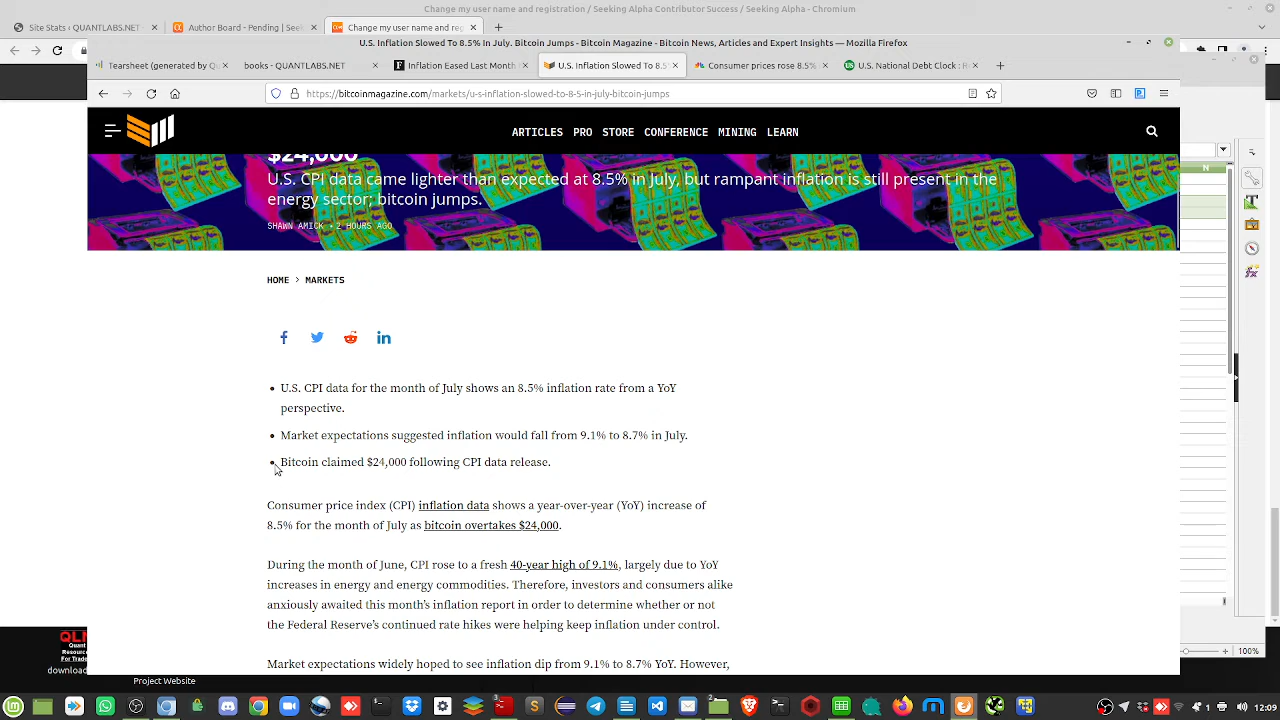 Change my user name and registration / Seeking Alpha Contributor Success / Seeking Alpha - Chromium
Site Stats ‹ QUANTLABS.NET -
Author Board - Pending | Seek
Change my user name and reg
U.S. Inflation Slowed To 8.5% In July, Bitcoin Jumps - Bitcoin Magazine - Bitcoin News, Articles and Expert Insights — Mozilla Firefox
Tearsheet (generated by Qu
books - QUANTLABS.NET
Inflation Eased Last Month
U.S. Inflation Slowed To 8.5
Consumer prices rose 8.5%
U.S. National Debt Clock : R
https://bitcoinmagazine.com/markets/u-s-inflation-slowed-to-8-5-in-july-bitcoin-jumps
ARTICLES PRO STORE CONFERENCE MINING LEARN
N
$24,000
U.S. CPI data came lighter than expected at 8.5% in July, but rampant inflation is still present in the
energy sector; bitcoin jumps.
SHAWN AMICK • 2 HOURS AGO
HOME > MARKETS
• U.S. CPI data for the month of July shows an 8.5% inflation rate from a YoY
perspective.
• Market expectations suggested inflation would fall from 9.1% to 8.7% in July.
• Bitcoin claimed $24,000 following CPI data release.
Consumer price index (CPI) inflation data shows a year-over-year (YoY) increase of
8.5% for the month of July as bitcoin overtakes $24,000.
During the month of June, CPI rose to a fresh 40-year high of 9.1%, largely due to YoY
increases in energy and energy commodities. Therefore, investors and consumers alike
anxiously awaited this month's inflation report in order to determine whether or not
the Federal Reserve's continued rate hikes were helping keep inflation under control.
Market expectations widely hoped to see inflation dip from 9.1% to 8.7% YoY. However,
QLN
Quant
Resource
For Trade
download
Project Website
100%
3
2
1
12:09